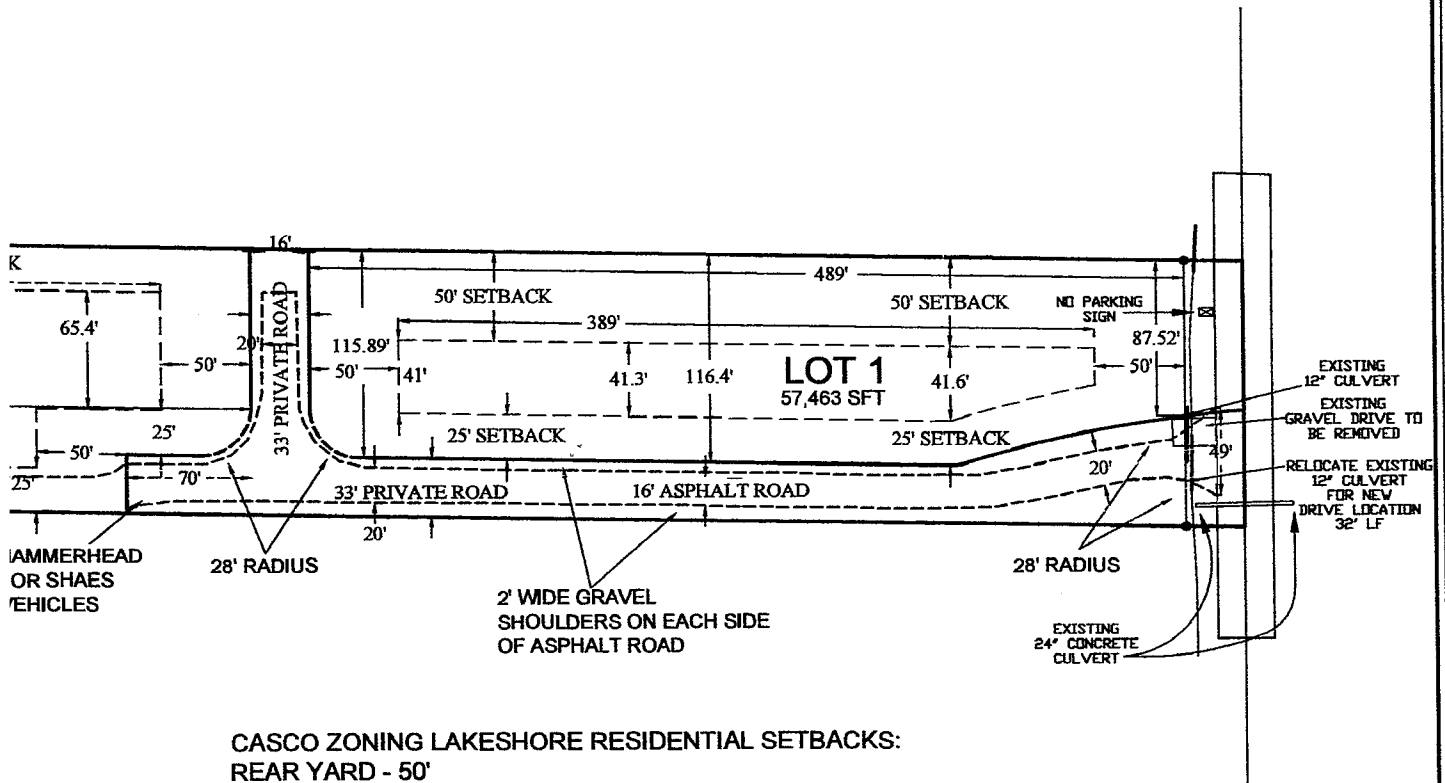 16'
K
489'
50' SETBACK
50' SETBACK
NO PARKING
SIGN
65.4'
33' PRIVATE ROAD
389'
20'
115.89'
87.52'
50'
50'
41'
41.3'
116.4'
LOT 1
57,463 SFT
41.6'
50'
EXISTING
12" CULVERT
EXISTING
GRAVEL DRIVE TO
BE REMOVED
25'
25' SETBACK
25' SETBACK
50'
20'
49'
RELOCATE EXISTING
12" CULVERT
FOR NEW
DRIVE LOCATION
32' LF
25'
70'
33' PRIVATE ROAD
16' ASPHALT ROAD
20'
HAMMERHEAD
OR SHAES
VEHICLES
28' RADIUS
28' RADIUS
2' WIDE GRAVEL
SHOULDERS ON EACH SIDE
OF ASPHALT ROAD
EXISTING
24" CONCRETE
CULVERT
CASCO ZONING LAKESHORE RESIDENTIAL SETBACKS:
REAR YARD - 50'